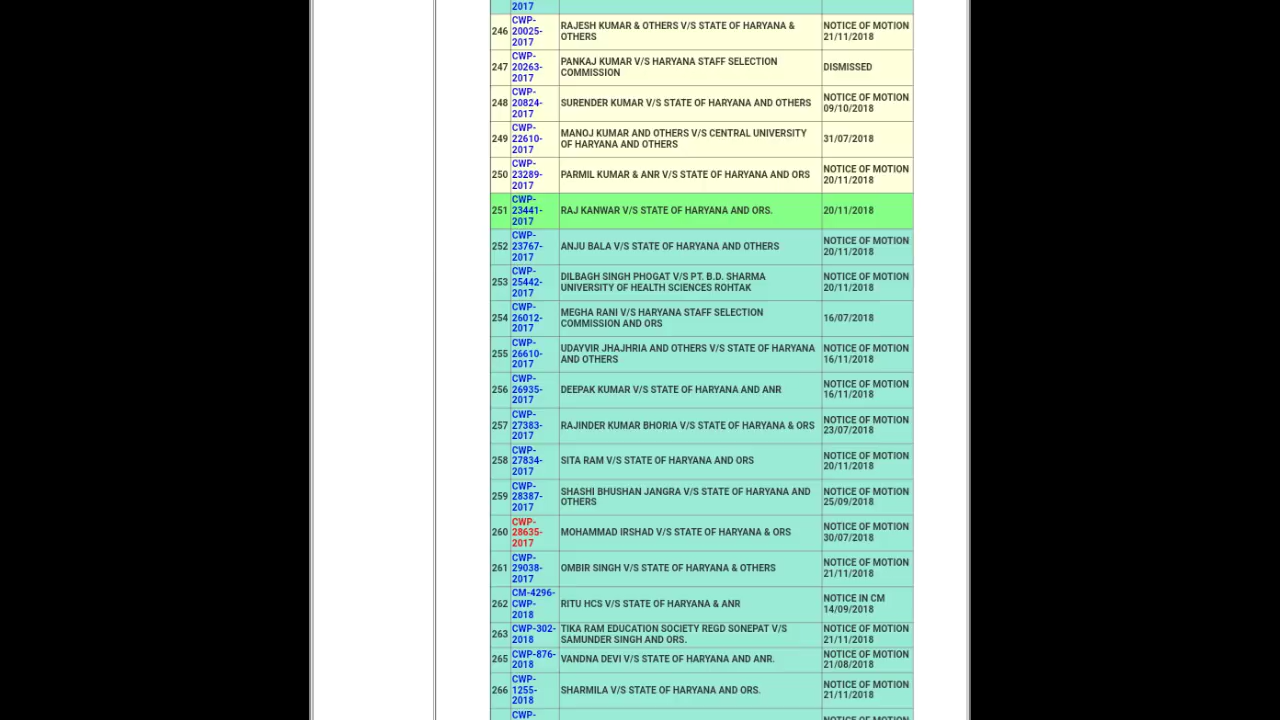 2017
246 CWP-20025-2017 RAJESH KUMAR & OTHERS V/S STATE OF HARYANA & OTHERS NOTICE OF MOTION 21/11/2018
247 CWP-20263-2017 PANKAJ KUMAR V/S HARYANA STAFF SELECTION COMMISSION DISMISSED
248 CWP-20824-2017 SURENDER KUMAR V/S STATE OF HARYANA AND OTHERS NOTICE OF MOTION 09/10/2018
249 CWP-22610-2017 MANOJ KUMAR AND OTHERS V/S CENTRAL UNIVERSITY OF HARYANA AND OTHERS 31/07/2018
250 CWP-23289-2017 PARMIL KUMAR & ANR V/S STATE OF HARYANA AND ORS NOTICE OF MOTION 20/11/2018
251 CWP-23441-2017 RAJ KANWAR V/S STATE OF HARYANA AND ORS. 20/11/2018
252 CWP-23767-2017 ANJU BALA V/S STATE OF HARYANA AND OTHERS NOTICE OF MOTION 20/11/2018
253 CWP-25442-2017 DILBAGH SINGH PHOGAT V/S PT. B.D. SHARMA UNIVERSITY OF HEALTH SCIENCES ROHTAK NOTICE OF MOTION 20/11/2018
254 CWP-26012-2017 MEGHA RANI V/S HARYANA STAFF SELECTION COMMISSION AND ORS 16/07/2018
255 CWP-26610-2017 UDAYVIR JHAJHRIA AND OTHERS V/S STATE OF HARYANA AND OTHERS NOTICE OF MOTION 16/11/2018
256 CWP-26935-2017 DEEPAK KUMAR V/S STATE OF HARYANA AND ANR NOTICE OF MOTION 16/11/2018
257 CWP-27383-2017 RAJINDER KUMAR BHORIA V/S STATE OF HARYANA & ORS NOTICE OF MOTION 23/07/2018
258 CWP-27834-2017 SITA RAM V/S STATE OF HARYANA AND ORS NOTICE OF MOTION 20/11/2018
259 CWP-28387-2017 SHASHI BHUSHAN JANGRA V/S STATE OF HARYANA AND OTHERS NOTICE OF MOTION 25/09/2018
260 CWP-28635-2017 MOHAMMAD IRSHAD V/S STATE OF HARYANA & ORS NOTICE OF MOTION 30/07/2018
261 CWP-29038-2017 OMBIR SINGH V/S STATE OF HARYANA & OTHERS NOTICE OF MOTION 21/11/2018
262 CM-4296-CWP-2018 RITU HCS V/S STATE OF HARYANA & ANR NOTICE IN CM 14/09/2018
263 CWP-302-2018 TIKA RAM EDUCATION SOCIETY REGD SONEPAT V/S SAMUNDER SINGH AND ORS. NOTICE OF MOTION 21/11/2018
265 CWP-876-2018 VANDNA DEVI V/S STATE OF HARYANA AND ANR. NOTICE OF MOTION 21/08/2018
266 CWP-1255-2018 SHARMILA V/S STATE OF HARYANA AND ORS. NOTICE OF MOTION 21/11/2018
CWP- NOTICE OF MOTION